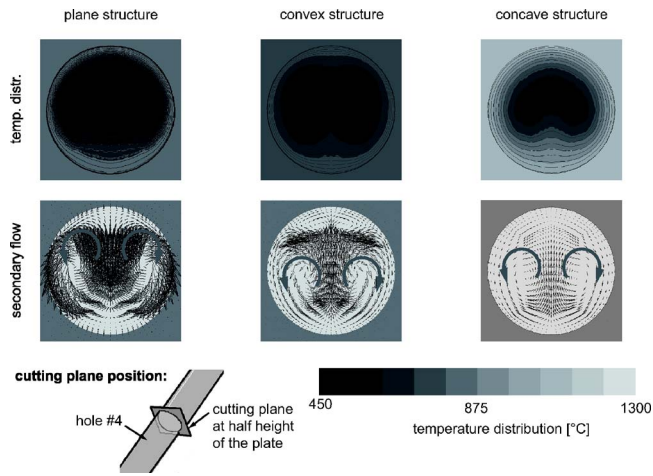 plane structure
convex structure
concave structure
temp. distr.
secondary flow
cutting plane position:
hole #4
cutting plane
at half height
of the plate
450
875
1300
temperature distribution [°C]